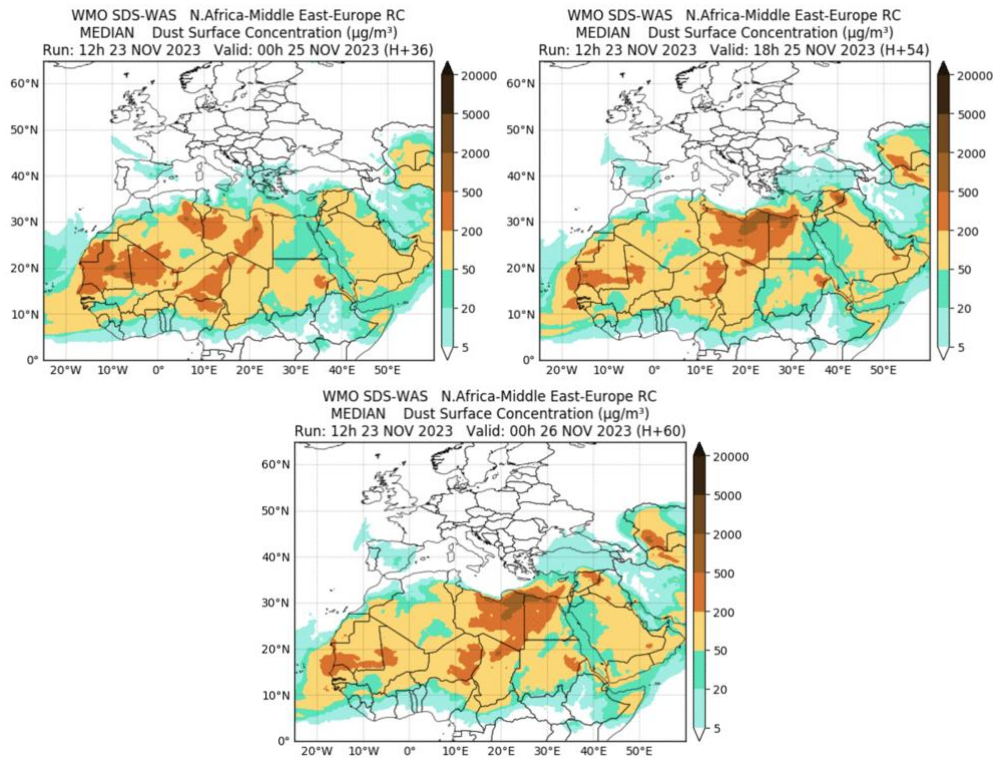 WMO SDS-WAS N.Africa-Middle East-Europe RC
MEDIAN Dust Surface Concentration (µg/m³)
Run: 12h 23 NOV 2023 Valid: 00h 25 NOV 2023 (H+36)
60°N
50°N
40°N
30°N
20°N
10°N
0°
20°W
10°W
0°
10°E
20°E
30°E
40°E
50°E
20000
5000
2000
500
200
50
20
5
WMO SDS-WAS N.Africa-Middle East-Europe RC
MEDIAN Dust Surface Concentration (µg/m³)
Run: 12h 23 NOV 2023 Valid: 18h 25 NOV 2023 (H+54)
60°N
50°N
40°N
30°N
20°N
10°N
0°
20°W
10°W
0°
10°E
20°E
30°E
40°E
50°E
20000
5000
2000
500
200
50
20
5
WMO SDS-WAS N.Africa-Middle East-Europe RC
MEDIAN Dust Surface Concentration (µg/m³)
Run: 12h 23 NOV 2023 Valid: 00h 26 NOV 2023 (H+60)
60°N
50°N
40°N
30°N
20°N
10°N
0°
20°W
10°W
0°
10°E
20°E
30°E
40°E
50°E
20000
5000
2000
500
200
50
20
5